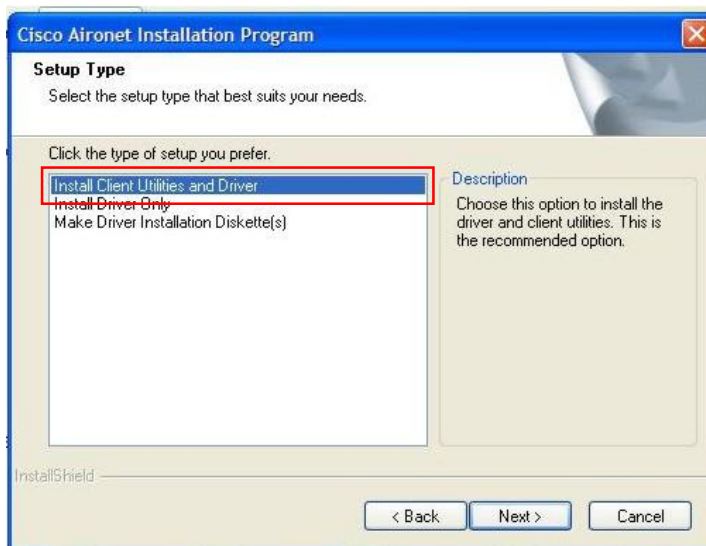 Cisco Aironet Installation Program
Setup Type
Select the setup type that best suits your needs.
Click the type of setup you prefer.
Install Client Utilities and Driver
Install Driver Only
Make Driver Installation Diskette(s)
Description
Choose this option to install the
driver and client utilities. This is
the recommended option.
InstallShield
< Back
Next >
Cancel